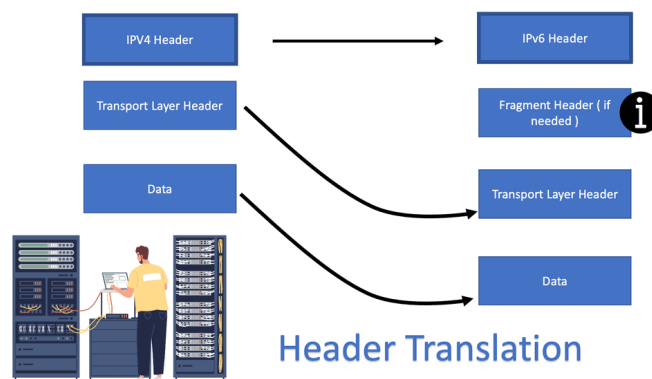 IPV4 Header
IPv6 Header
Transport Layer Header
Fragment Header ( if
needed )
i
Data
Transport Layer Header
Data
Header Translation